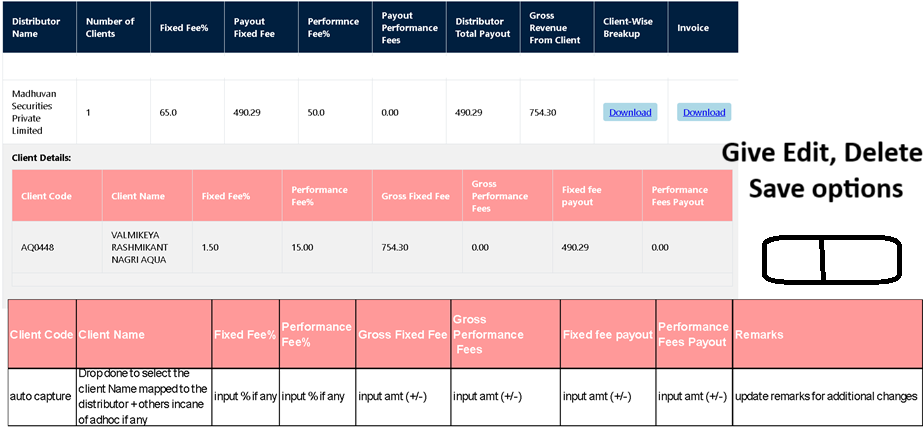 Distributor Name
Number of Clients
Fixed Fee%
Payout Fixed Fee
Performnce Fee%
Payout Performance Fees
Distributor Total Payout
Gross Revenue From Client
Client-Wise Breakup
Invoice
Madhuvan Securities Private Limited
1
65.0
490.29
50.0
0.00
490.29
754.30
Download
Download
Client Details:
Client Code
Client Name
Fixed Fee%
Performance Fee%
Gross Fixed Fee
Gross Performance Fees
Fixed fee payout
Performance Fees Payout
AQ0448
VALMIKEYA RASHMIKANT NAGRI AQUA
1.50
15.00
754.30
0.00
490.29
0.00
Give Edit, Delete
Save options
Client Code
Client Name
Fixed Fee%
Performance Fee%
Gross Fixed Fee
Gross Performance Fees
Fixed fee payout
Performance Fees Payout
Remarks
auto capture
Drop done to select the
client Name mapped to the
distributor + others incane
of adhoc if any
input % if any
input % if any
input amt (+/-)
input amt (+/-)
input amt (+/-)
input amt (+/-)
update remarks for additional changes